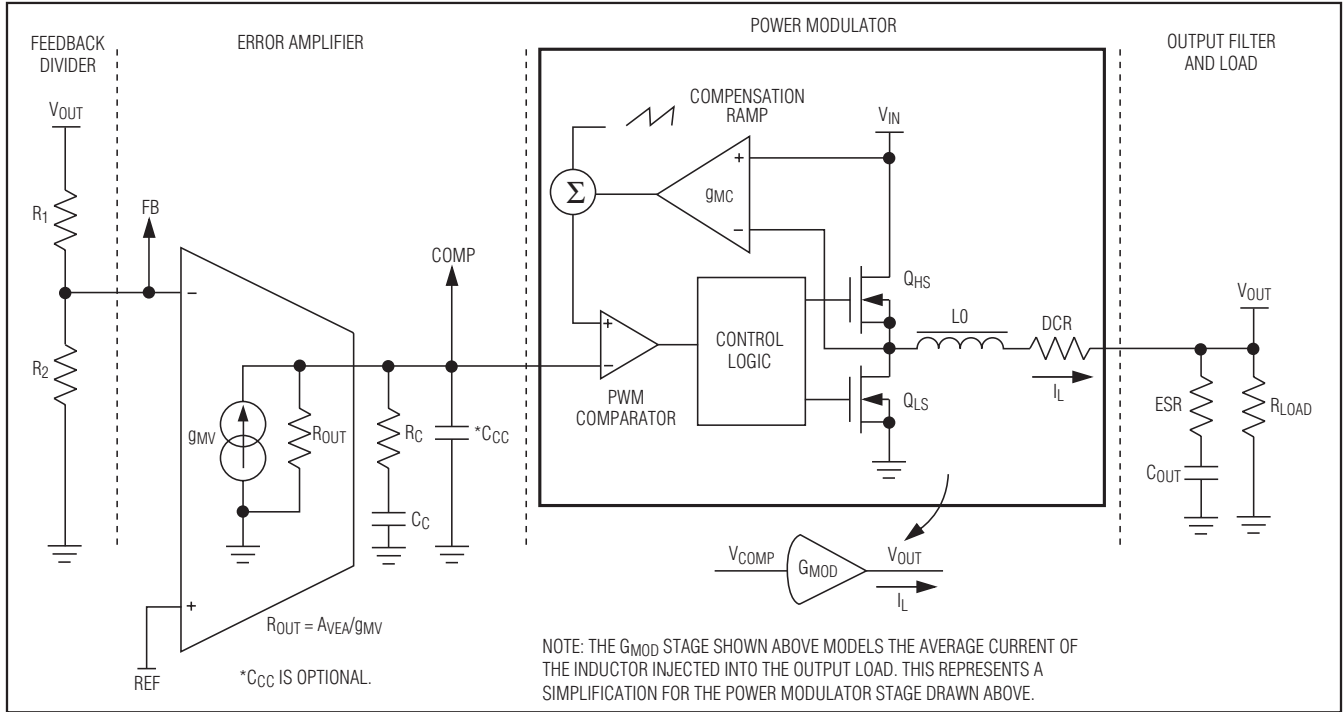 FEEDBACK
DIVIDER
ERROR AMPLIFIER
POWER MODULATOR
OUTPUT FILTER
AND LOAD
VOUT
R1
FB
R2
gMV
ROUT
ROUT = AVEA/gMV
REF
*CCC IS OPTIONAL.
COMP
RC
*CCC
CC
COMPENSATION
RAMP
Σ
gMC
VIN
PWM
COMPARATOR
CONTROL
LOGIC
QHS
QLS
L0
DCR
IL
VOUT
ESR
COUT
RLOAD
VCOMP
GMOD
VOUT
IL
NOTE: THE GMOD STAGE SHOWN ABOVE MODELS THE AVERAGE CURRENT OF
THE INDUCTOR INJECTED INTO THE OUTPUT LOAD. THIS REPRESENTS A
SIMPLIFICATION FOR THE POWER MODULATOR STAGE DRAWN ABOVE.